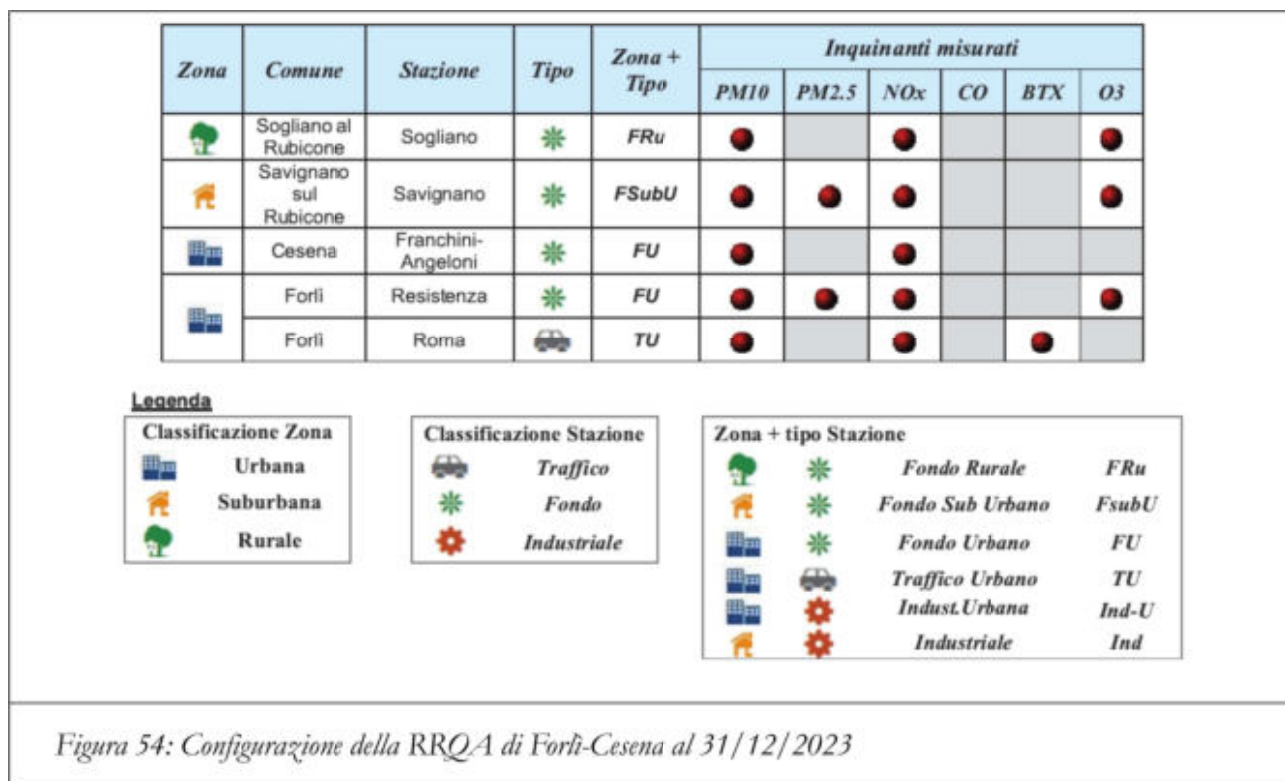 Zona Comune Stazione Tipo Zona + Tipo Inquinanti misurati
PM10 PM2.5 NOx CO BTX O3
Sogliano al Rubicone Sogliano FRu
Savignano sul Rubicone Savignano FSubU
Cesena Franchini-Angeloni FU
Forlì Resistenza FU
Forlì Roma TU
Legenda
Classificazione Zona
Urbana
Suburbana
Rurale
Classificazione Stazione
Traffico
Fondo
Industriale
Zona + tipo Stazione
Fondo Rurale FRu
Fondo Sub Urbano FsubU
Fondo Urbano FU
Traffico Urbano TU
Indust.Urbana Ind-U
Industriale Ind
Figura 54: Configurazione della RRQA di Forlì-Cesena al 31/12/2023